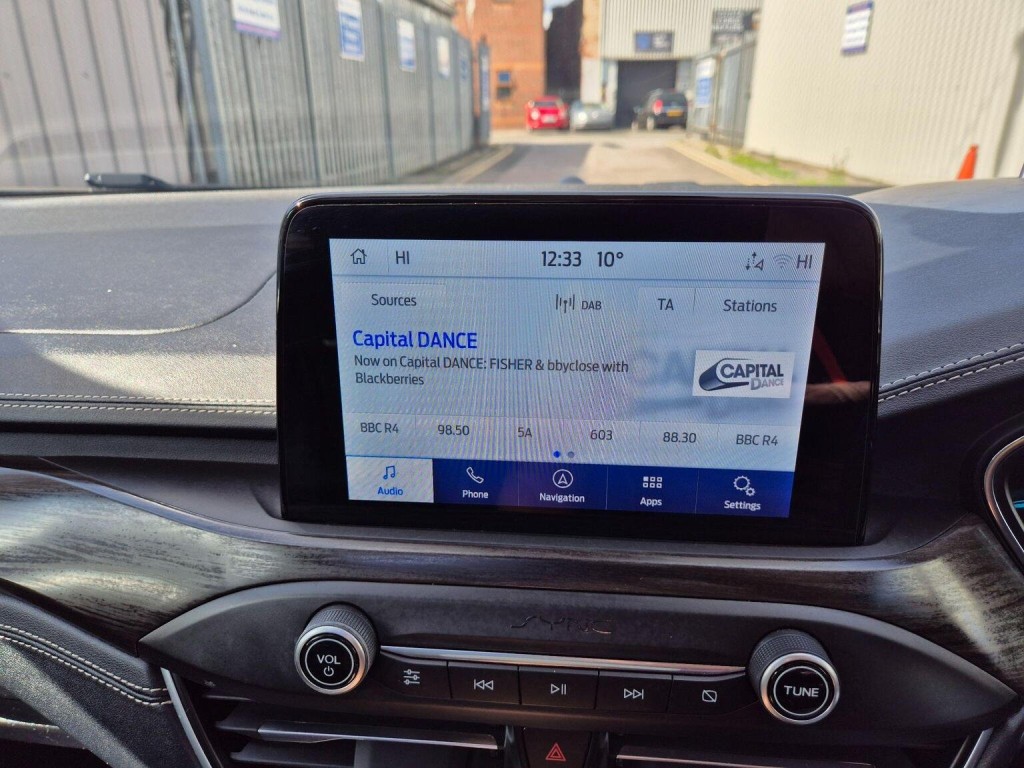 HI 12:33 10° HI
Sources DAB TA Stations
Capital DANCE
Now on Capital DANCE: FISHER & bbyclose with
Blackberries
CAPITAL
DANCE
BBC R4 98.50 5A 603 88.30 BBC R4
Audio Phone Navigation Apps Settings
VOL
TUNE